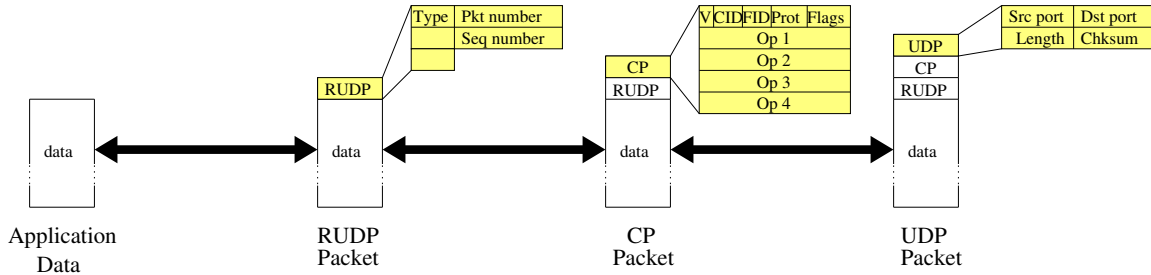 Type Pkt number
Seq number
V CID FID Prot Flags
Op 1
Op 2
Op 3
Op 4
Src port Dst port
Length Chksum
UDP
CP
RUDP
CP
RUDP
RUDP
data
data
data
data
Application
Data
RUDP
Packet
CP
Packet
UDP
Packet